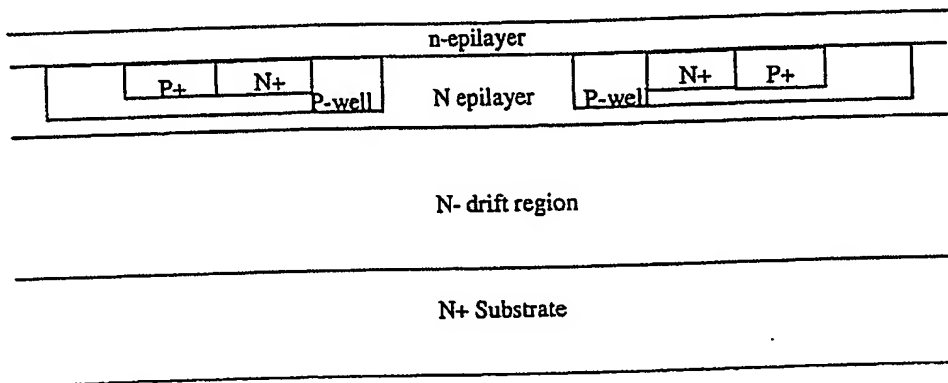 n-epilayer
P+ N+ P-well N epilayer P-well N+ P+
N- drift region
N+ Substrate